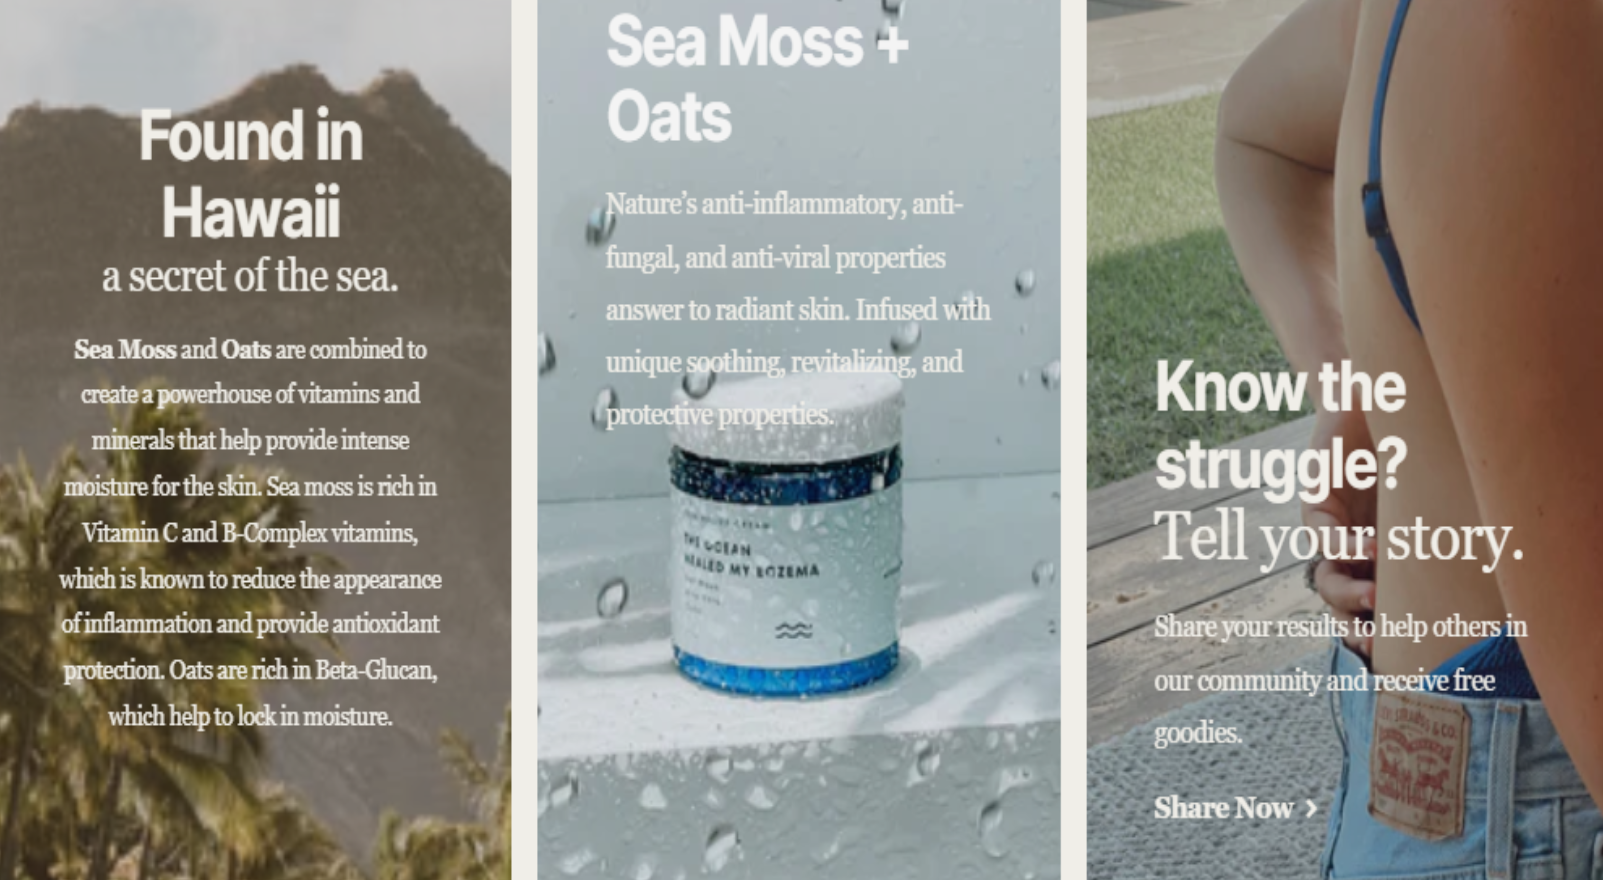 Found in
Hawaii
a secret of the sea.
Sea Moss and Oats are combined to
create a powerhouse of vitamins and
minerals that help provide intense
moisture for the skin. Sea moss is rich in
Vitamin C and B-Complex vitamins,
which is known to reduce the appearance
of inflammation and provide antioxidant
protection. Oats are rich in Beta-Glucan,
which help to lock in moisture.
Sea Moss +
Oats
Nature’s anti-inflammatory, anti-
fungal, and anti-viral properties
answer to radiant skin. Infused with
unique soothing, revitalizing, and
protective properties.
THE OCEAN
HEALED MY ECZEMA
Know the
struggle?
Tell your story.
Share your results to help others in
our community and receive free
goodies.
Share Now >
LEVI STRAUSS & CO.